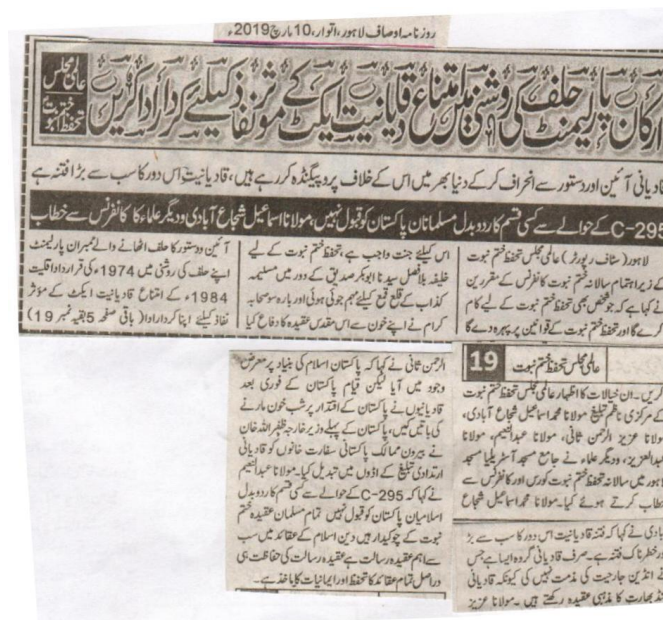 روزنامہ اوصاف لاہور، اتوار، 10 مارچ 2019ء
عالمی مجلس
تحفظ ختم نبوت
ارکان پارلیمنٹ حلف کی روشنی میں امتناع قادیانیت ایکٹ کے موثر نفاذ کیلئے کردار ادا کریں
قادیانی آئین اور دستور سے انحراف کر کے دنیا بھر میں اس کے خلاف پروپیگنڈہ کر رہے ہیں، قادیانیت اس دور کا سب سے بڑا فتنہ ہے
295-C کے حوالے سے کسی قسم کا ردوبدل مسلمانان پاکستان کو قبول نہیں، مولانا اسماعیل شجاع آبادی و دیگر علماء کا کانفرنس سے خطاب
لاہور (سٹاف رپورٹر) عالمی مجلس تحفظ ختم نبوت
کے زیر اہتمام سالانہ ختم نبوت کانفرنس کے مقررین
نے کہا ہے کہ جو شخص بھی تحفظ ختم نبوت کے لیے کام
کرے گا اور تحفظ ختم نبوت کے قوانین پر پہرہ دے گا
اس کیلئے جنت واجب ہے، تحفظ ختم نبوت کے لیے
خلیفہ بلا فصل سیدنا ابوبکر صدیق کے دور میں مسلیمہ
کذاب کے قلع قمع کیلئے مہم جوئی ہوئی اور بارہ سو صحابہ
کرام نے اپنے خون سے اس مقدس عقیدہ کا دفاع کیا
آئین و دستور کا حلف اٹھانے والے ممبران پارلیمنٹ
اپنے حلف کی روشنی میں 1974ء کی قرارداد اقلیت
1984ء کے امتناع قادیانیت ایکٹ کے مؤثر
نفاذ کیلئے اپنا کردار ادا (باقی صفحہ 5 بقیہ نمبر 19)
19 عالمی مجلس تحفظ ختم نبوت
کریں۔ ان خیالات کا اظہار عالمی مجلس تحفظ ختم نبوت
کے مرکزی ناظم تبلیغ مولانا محمد اسماعیل شجاع آبادی،
مولانا عزیز الرحمن ثانی، مولانا عبدالنعیم، مولانا
عبدالعزیز، و دیگر علماء نے جامع مسجد آسٹریلیا مسجد
لاہور میں سالانہ تحفظ ختم نبوت کورس اور کانفرنس سے
خطاب کرتے ہوئے کیا۔ مولانا محمد اسماعیل شجاع
آبادی نے کہا کہ فتنہ قادیانیت اس دور کا سب سے بڑ
اور خطرناک فتنہ ہے۔ صرف قادیانی گروہ ایسا ہے جس
نے انڈین جارحیت کی مذمت نہیں کی کیونکہ قادیانی
اکھنڈ بھارت کا مذہبی عقیدہ رکھتے ہیں۔ مولانا عزیز
الرحمن ثانی نے کہا کہ پاکستان اسلام کی بنیاد پر معرض
وجود میں آیا لیکن قیام پاکستان کے فوری بعد
قادیانیوں نے پاکستان کے اقتدار پر شب خون مارنے
کی باتیں کیں، پاکستان کے پہلے وزیر خارجہ ظفر اللہ خان
نے بیرون ممالک پاکستانی سفارت خانوں کو قادیانی
ارتدادی تبلیغ کے اڈوں میں تبدیل کیا۔ مولانا عبدالنعیم
نے کہا کہ 295-C کے حوالے سے کسی قسم کا ردوبدل
اسلامیان پاکستان کو قبول نہیں تمام مسلمان عقیدہ ختم
نبوت کے چوکیدار ہیں دین اسلام کے عقائد میں سب
سے اہم عقیدہ رسالت ہے عقیدہ رسالت کی حفاظت ہی
دراصل تمام عقائد کا تحفظ اور ایمانیات کا ماخذ ہے۔